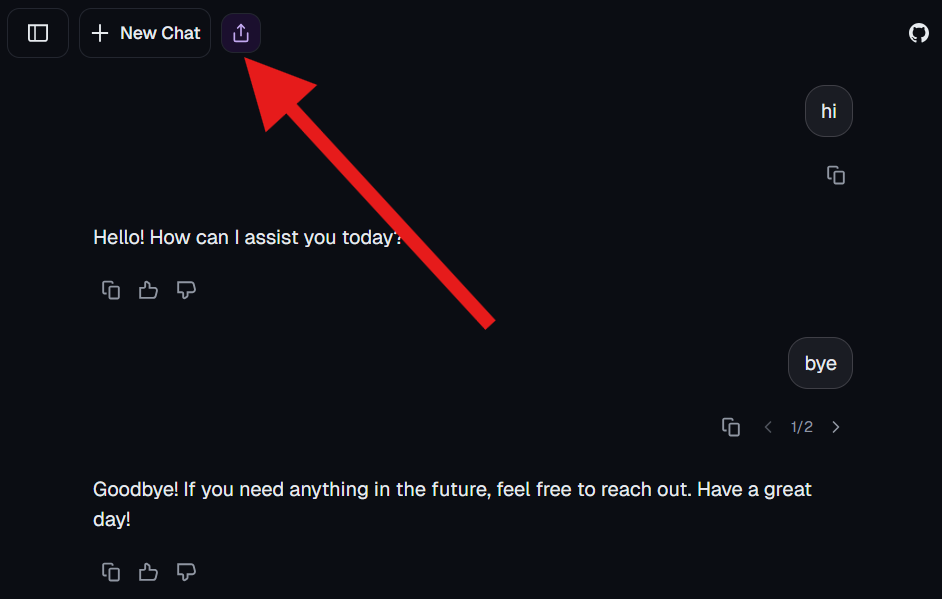 New Chat
hi
Hello! How can I assist you today?
bye
1/2
Goodbye! If you need anything in the future, feel free to reach out. Have a great
day!